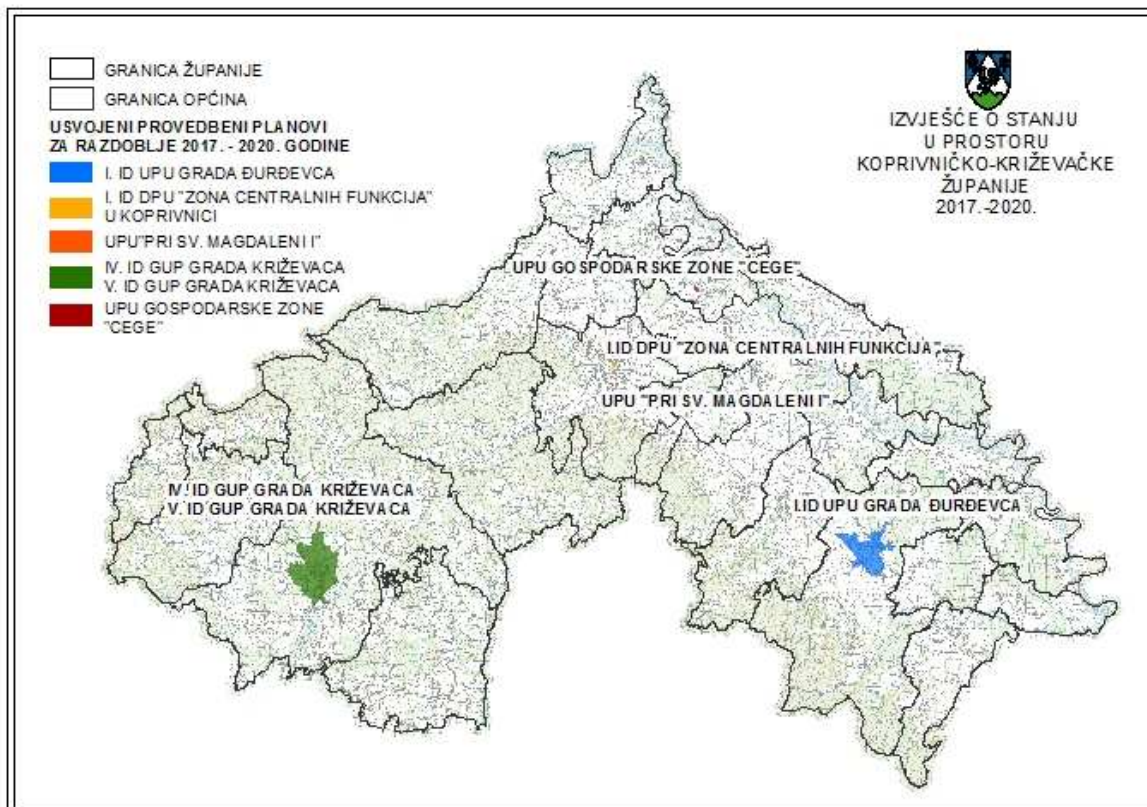 GRANICA ŽUPANIJE
GRANICA OPĆINA
USVOJENI PROVEDBENI PLANOVI
ZA RAZDOBLJE 2017. - 2020. GODINE
I. ID UPU GRADA ĐURĐEVCA
I. ID DPU "ZONA CENTRALNIH FUNKCIJA"
U KOPRIVNICI
UPU"PRI SV. MAGDALENI I"
IV. ID GUP GRADA KRIŽEVACA
V. ID GUP GRADA KRIŽEVACA
UPU GOSPODARSKE ZONE
"CEGE"
IZVJEŠĆE O STANJU
U PROSTORU
KOPRIVNIČKO-KRIŽEVAČKE
ŽUPANIJE
2017.-2020.
UPU GOSPODARSKE ZONE "CEGE"
I.ID DPU "ZONA CENTRALNIH FUNKCIJA"
UPU "PRI SV. MAGDALENI I"
IV. ID GUP GRADA KRIŽEVACA
V. ID GUP GRADA KRIŽEVACA
I.ID UPU GRADA ĐURĐEVCA